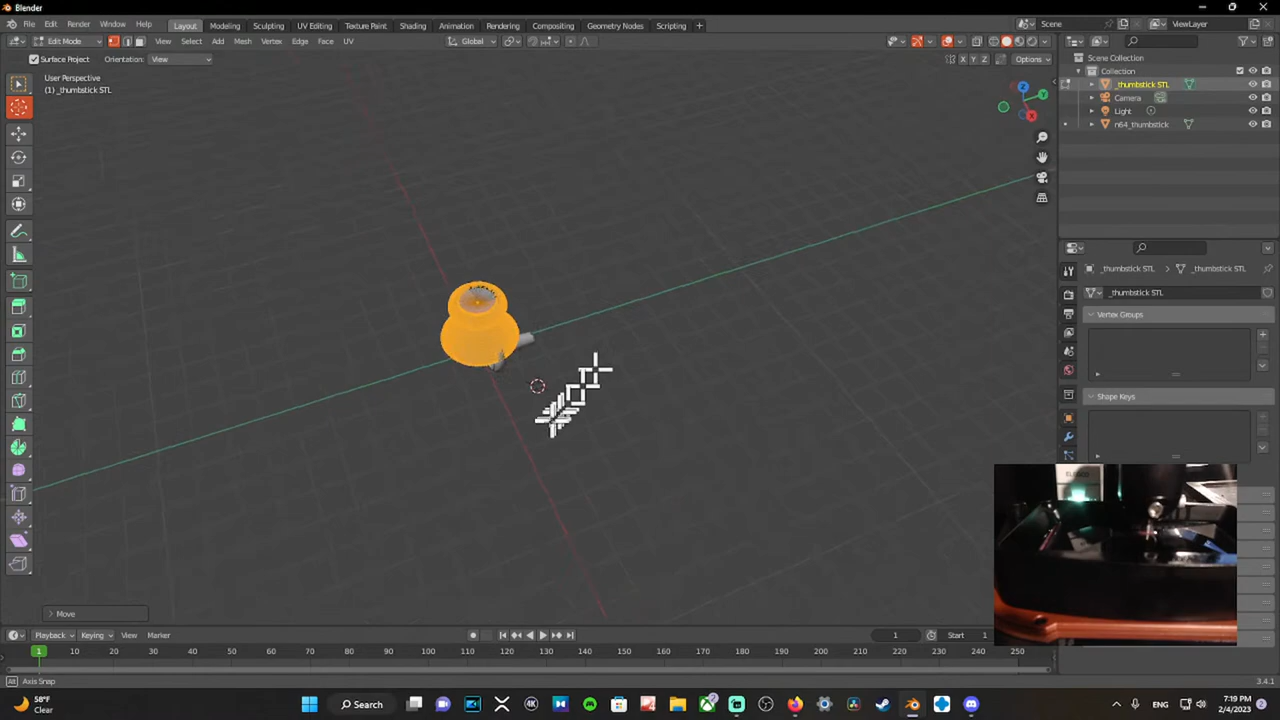 Blender
File Edit Render Window Help Layout Modeling Sculpting UV Editing Texture Paint Shading Animation Rendering Compositing Geometry Nodes Scripting + Scene ViewLayer
Edit Mode View Select Add Mesh Vertex Edge Face UV Global
Surface Project Orientation: View X Y Z Options
User Perspective
(1) _thumbstick STL
Scene Collection
Collection
_thumbstick STL
Camera
Light
n64_thumbstick
Z
Y
X
_thumbstick STL > _thumbstick STL
_thumbstick STL
Vertex Groups
Shape Keys
> Move
Playback Keying View Marker 1 Start 1
1 10 20 30 40 50 60 70 80 90 100 110 120 130 140 150 160 170 180 190 200 210 220 230 240 250
Alt Axis Snap 3.4.1
58°F
Clear
Search
ENG
7:19 PM
2/4/2023